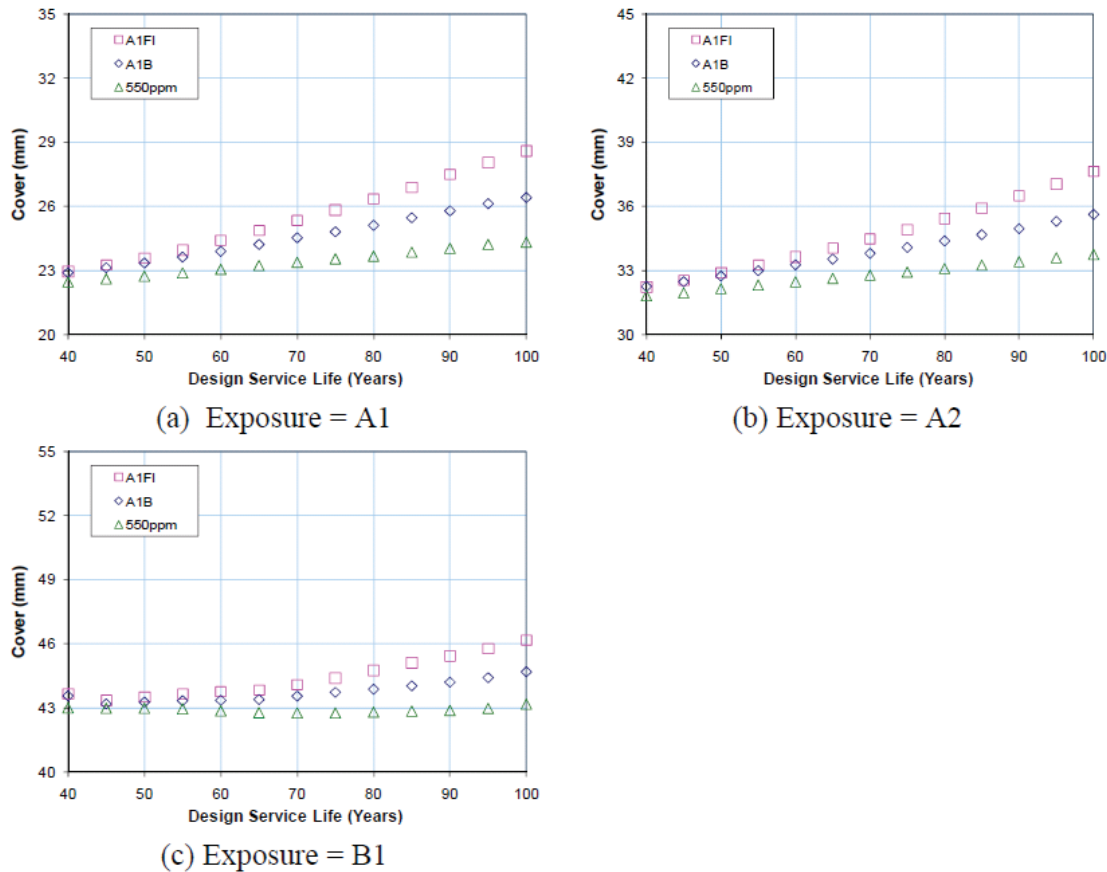 35
32
29
26
23
20
Cover (mm)
A1FI
A1B
550ppm
40 50 60 70 80 90 100
Design Service Life (Years)
(a) Exposure = A1
45
42
39
36
33
30
Cover (mm)
A1FI
A1B
550ppm
40 50 60 70 80 90 100
Design Service Life (Years)
(b) Exposure = A2
55
52
49
46
43
40
Cover (mm)
A1FI
A1B
550ppm
40 50 60 70 80 90 100
Design Service Life (Years)
(c) Exposure = B1